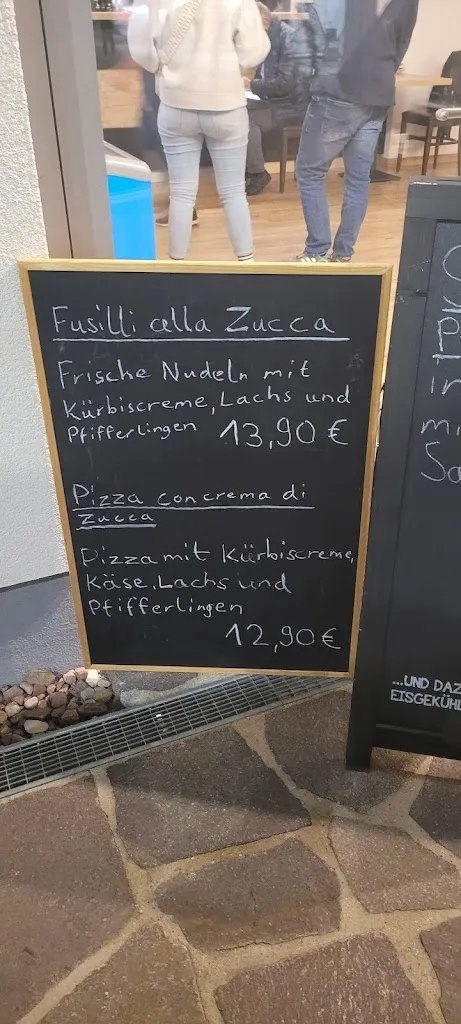 Fusilli alla Zucca
Frische Nudeln mit
Kürbiscreme, Lachs und
Pfifferlingen 13,90 €
Pizza con crema di
Zucca
Pizza mit Kürbiscreme,
Käse, Lachs und
Pfifferlingen
12,90 €
...UND DAZ
EISGEKÜHL